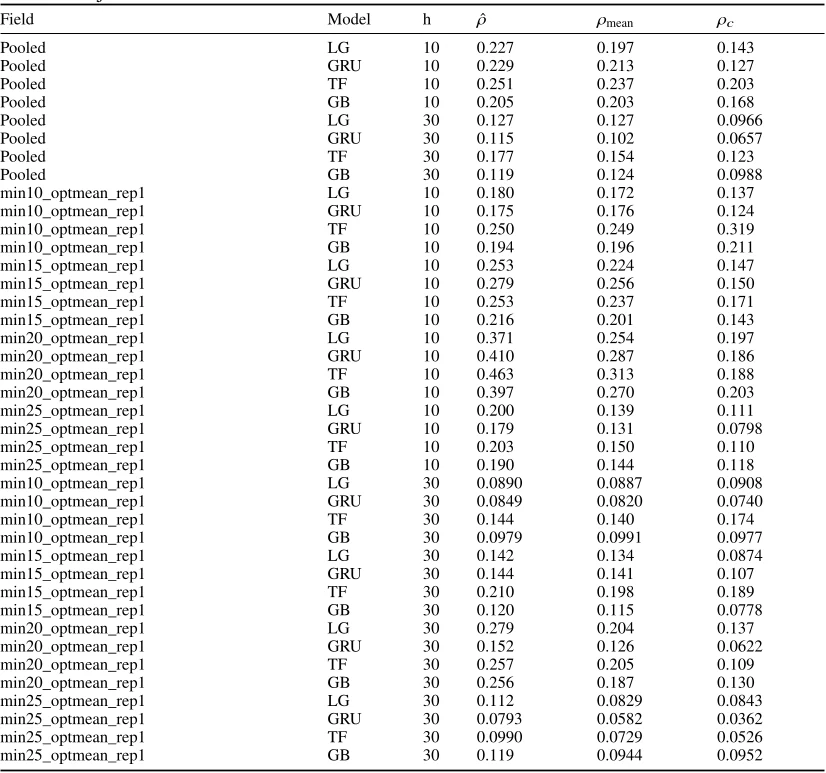 Field Model h ρ̂ ρmean ρc
Pooled LG 10 0.227 0.197 0.143
Pooled GRU 10 0.229 0.213 0.127
Pooled TF 10 0.251 0.237 0.203
Pooled GB 10 0.205 0.203 0.168
Pooled LG 30 0.127 0.127 0.0966
Pooled GRU 30 0.115 0.102 0.0657
Pooled TF 30 0.177 0.154 0.123
Pooled GB 30 0.119 0.124 0.0988
min10_optmean_rep1 LG 10 0.180 0.172 0.137
min10_optmean_rep1 GRU 10 0.175 0.176 0.124
min10_optmean_rep1 TF 10 0.250 0.249 0.319
min10_optmean_rep1 GB 10 0.194 0.196 0.211
min15_optmean_rep1 LG 10 0.253 0.224 0.147
min15_optmean_rep1 GRU 10 0.279 0.256 0.150
min15_optmean_rep1 TF 10 0.253 0.237 0.171
min15_optmean_rep1 GB 10 0.216 0.201 0.143
min20_optmean_rep1 LG 10 0.371 0.254 0.197
min20_optmean_rep1 GRU 10 0.410 0.287 0.186
min20_optmean_rep1 TF 10 0.463 0.313 0.188
min20_optmean_rep1 GB 10 0.397 0.270 0.203
min25_optmean_rep1 LG 10 0.200 0.139 0.111
min25_optmean_rep1 GRU 10 0.179 0.131 0.0798
min25_optmean_rep1 TF 10 0.203 0.150 0.110
min25_optmean_rep1 GB 10 0.190 0.144 0.118
min10_optmean_rep1 LG 30 0.0890 0.0887 0.0908
min10_optmean_rep1 GRU 30 0.0849 0.0820 0.0740
min10_optmean_rep1 TF 30 0.144 0.140 0.174
min10_optmean_rep1 GB 30 0.0979 0.0991 0.0977
min15_optmean_rep1 LG 30 0.142 0.134 0.0874
min15_optmean_rep1 GRU 30 0.144 0.141 0.107
min15_optmean_rep1 TF 30 0.210 0.198 0.189
min15_optmean_rep1 GB 30 0.120 0.115 0.0778
min20_optmean_rep1 LG 30 0.279 0.204 0.137
min20_optmean_rep1 GRU 30 0.152 0.126 0.0622
min20_optmean_rep1 TF 30 0.257 0.205 0.109
min20_optmean_rep1 GB 30 0.256 0.187 0.130
min25_optmean_rep1 LG 30 0.112 0.0829 0.0843
min25_optmean_rep1 GRU 30 0.0793 0.0582 0.0362
min25_optmean_rep1 TF 30 0.0990 0.0729 0.0526
min25_optmean_rep1 GB 30 0.119 0.0944 0.0952